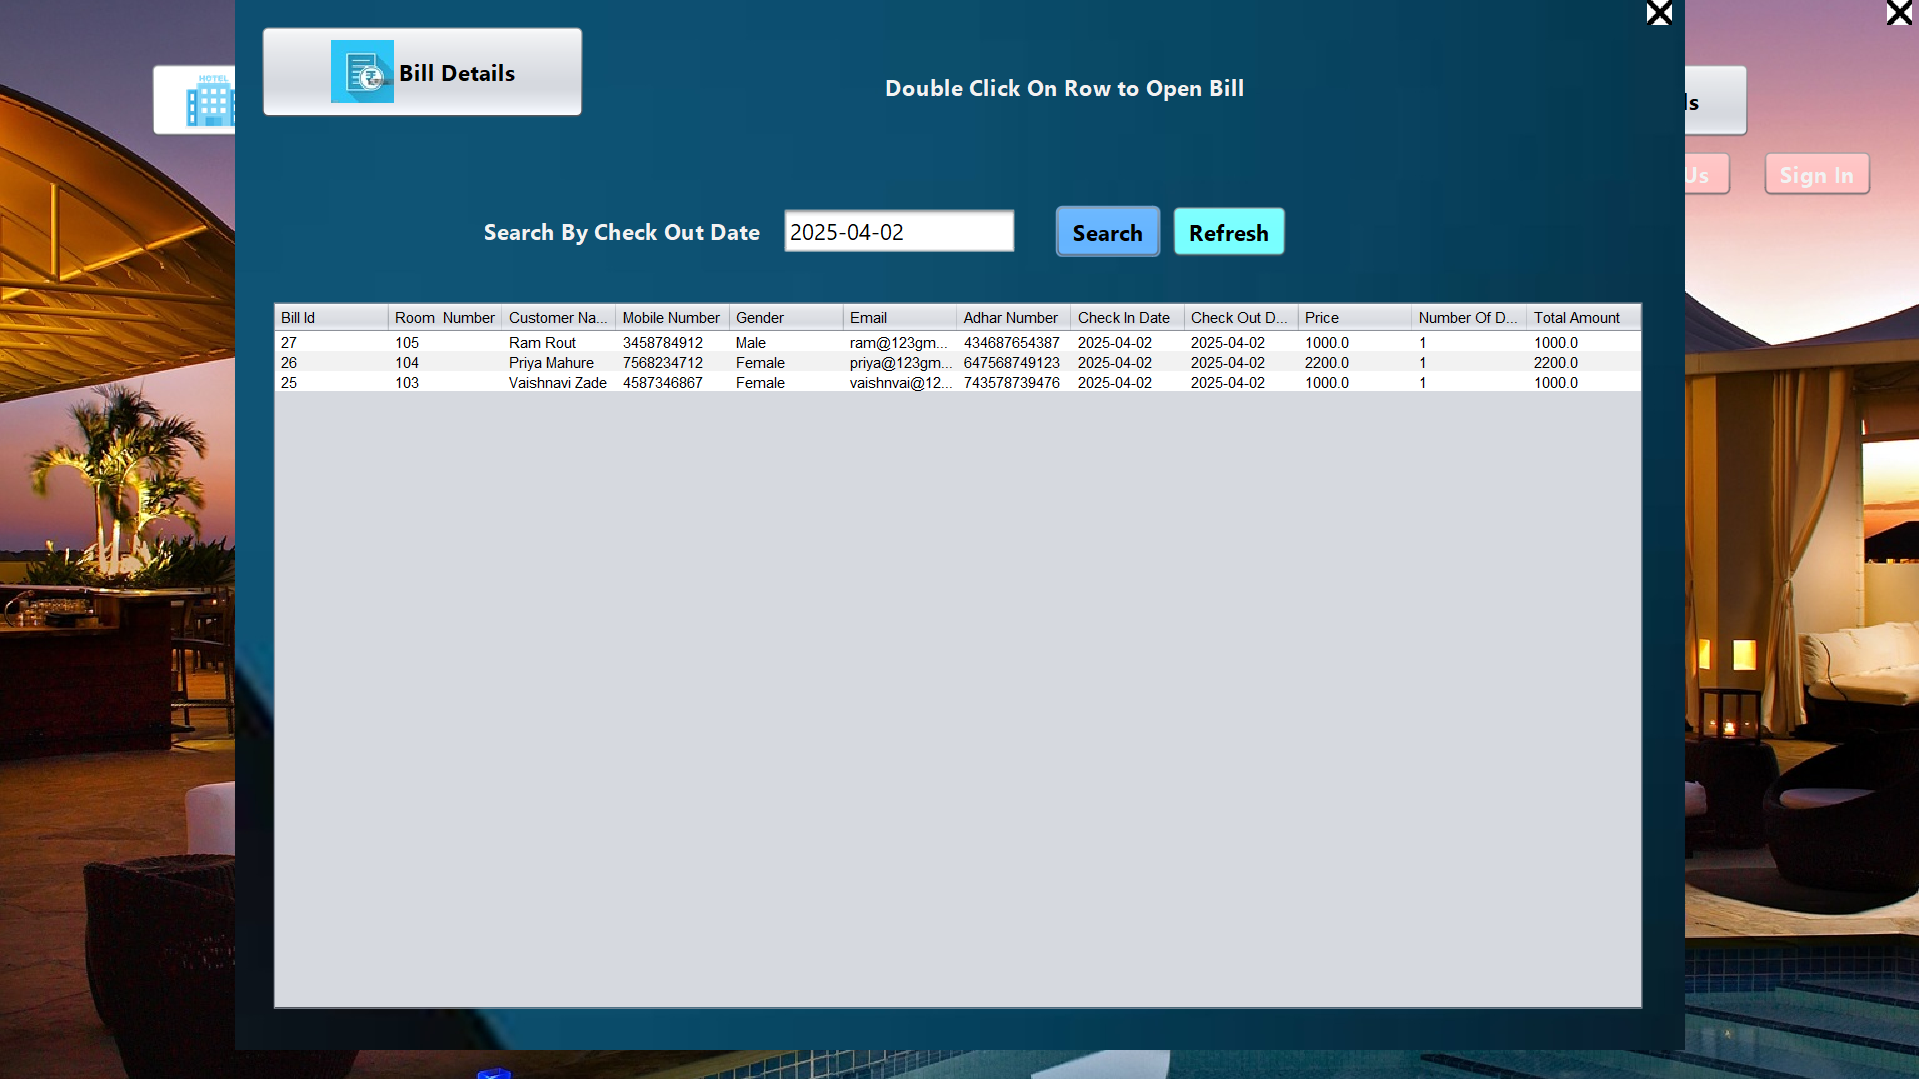 HOTEL
Bill Details
Double Click On Row to Open Bill
ls
Us
Sign In
Search By Check Out Date 2025-04-02 Search Refresh
Bill Id Room Number Customer Na... Mobile Number Gender Email Adhar Number Check In Date Check Out D... Price Number Of D... Total Amount
27 105 Ram Rout 3458784912 Male ram@123gm... 434687654387 2025-04-02 2025-04-02 1000.0 1 1000.0
26 104 Priya Mahure 7568234712 Female priya@123gm... 647568749123 2025-04-02 2025-04-02 2200.0 1 2200.0
25 103 Vaishnavi Zade 4587346867 Female vaishnvai@12... 743578739476 2025-04-02 2025-04-02 1000.0 1 1000.0